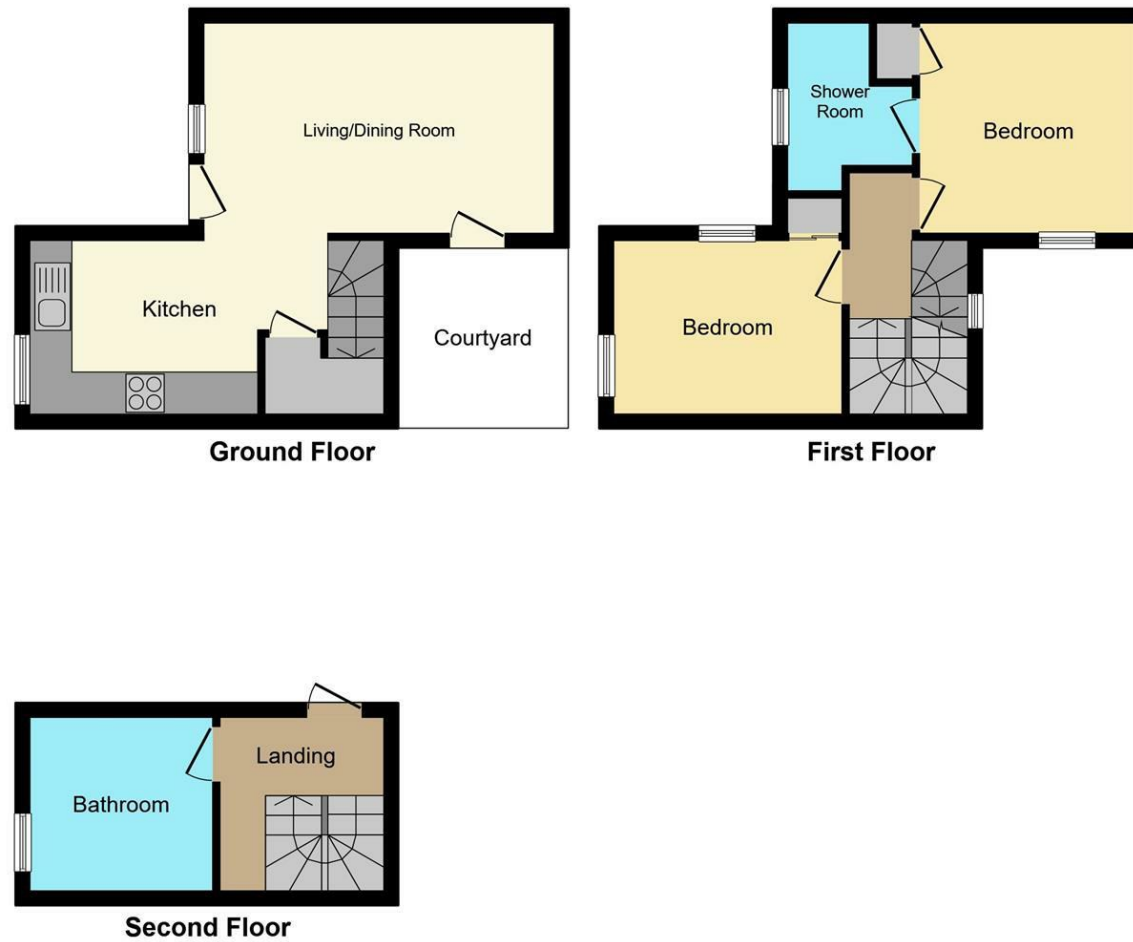 Living/Dining Room
Kitchen
Courtyard
Ground Floor
Shower
Room
Bedroom
Bedroom
First Floor
Landing
Bathroom
Second Floor